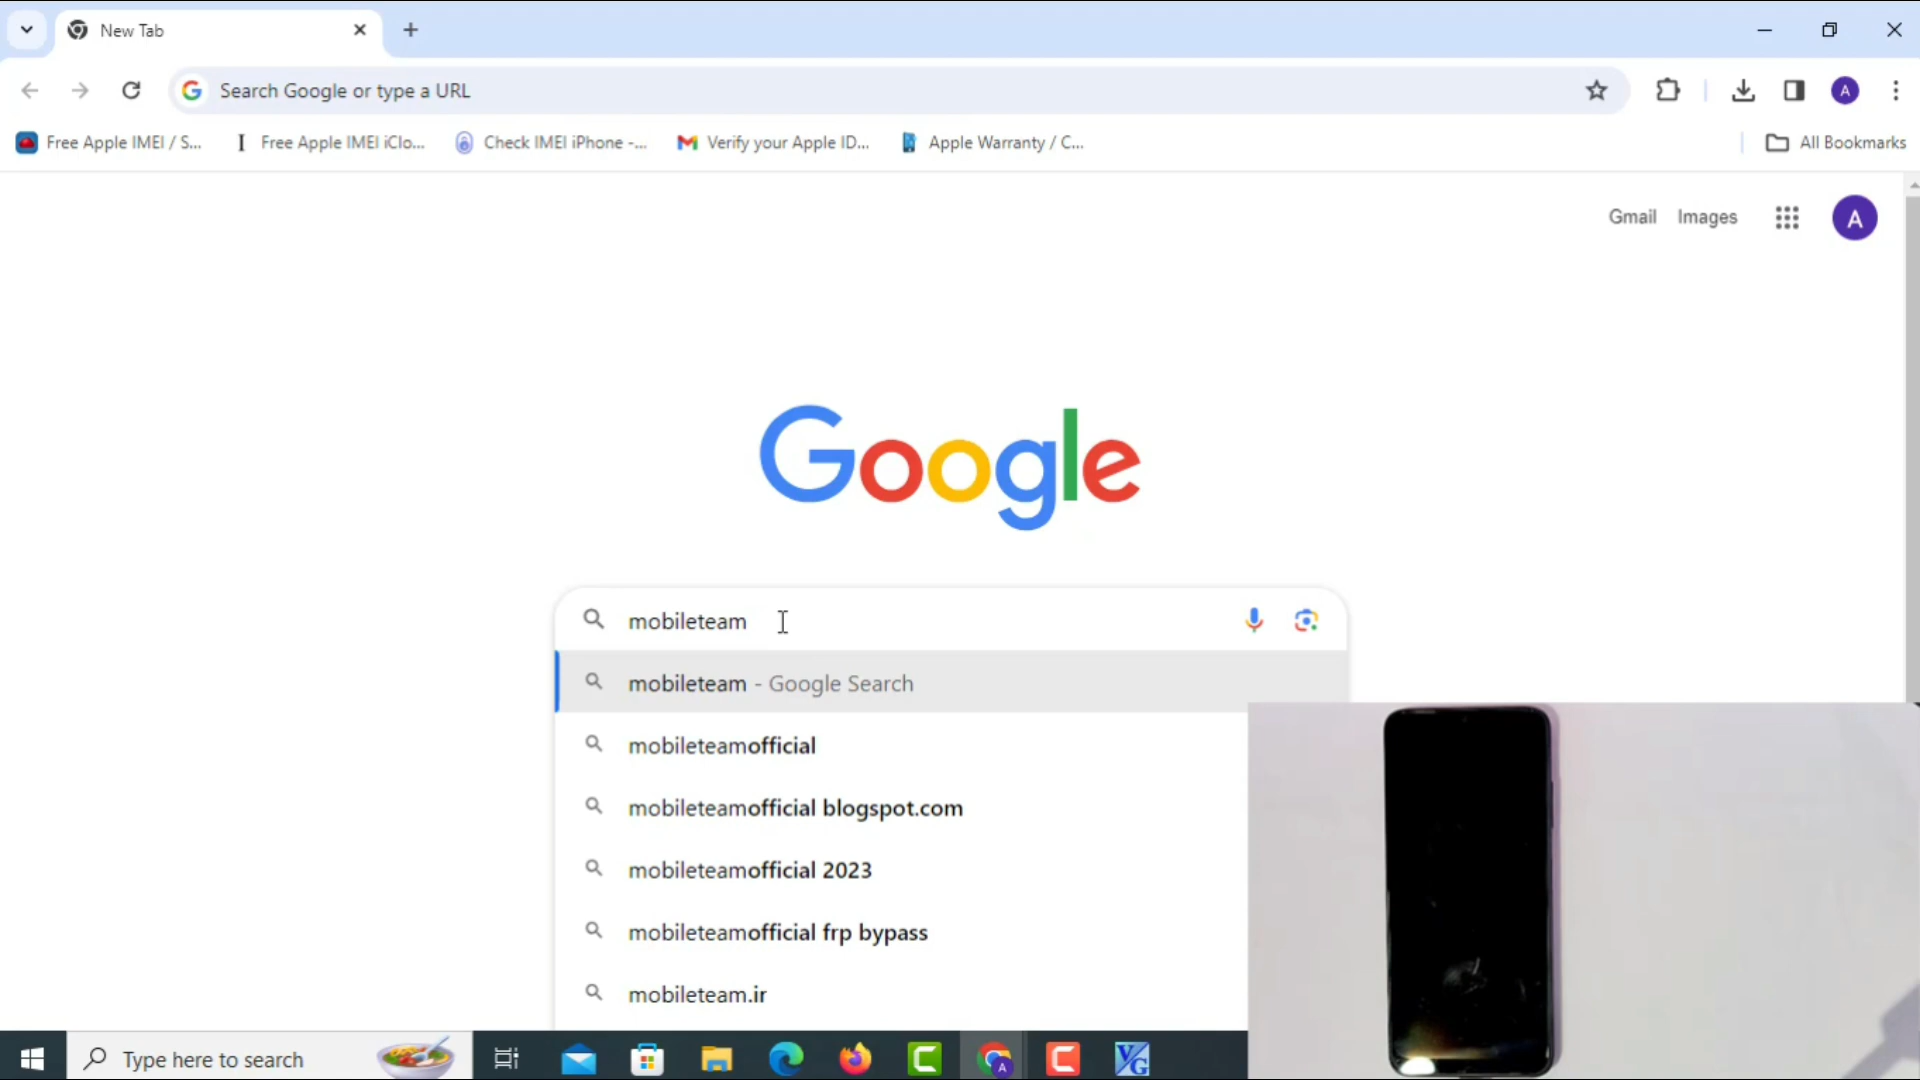 New Tab
Search Google or type a URL
Free Apple IMEI / S...
Free Apple IMEI iClo...
Check IMEI iPhone -...
Verify your Apple ID...
Apple Warranty / C...
All Bookmarks
A
Gmail
Images
A
Google
mobileteam
mobileteam - Google Search
mobileteamofficial
mobileteamofficial blogspot.com
mobileteamofficial 2023
mobileteamofficial frp bypass
mobileteam.ir
Type here to search
A